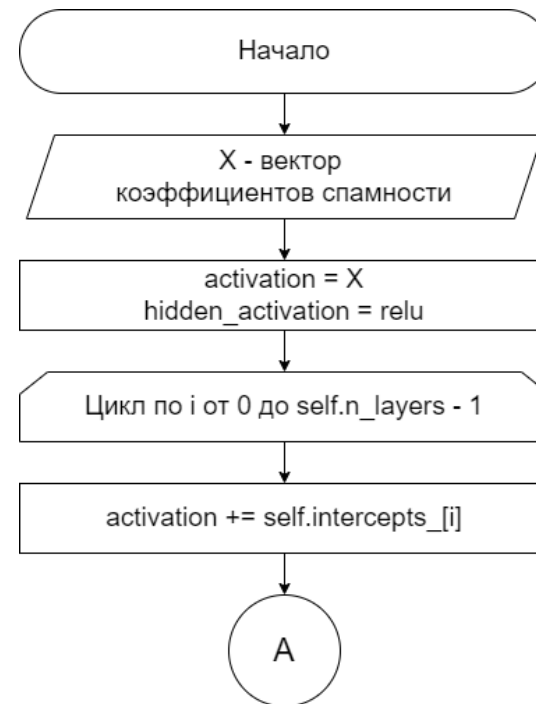 Начало
X - вектор
коэффициентов спамности
activation = X
hidden_activation = relu
Цикл по i от 0 до self.n_layers - 1
activation += self.intercepts_[i]
A